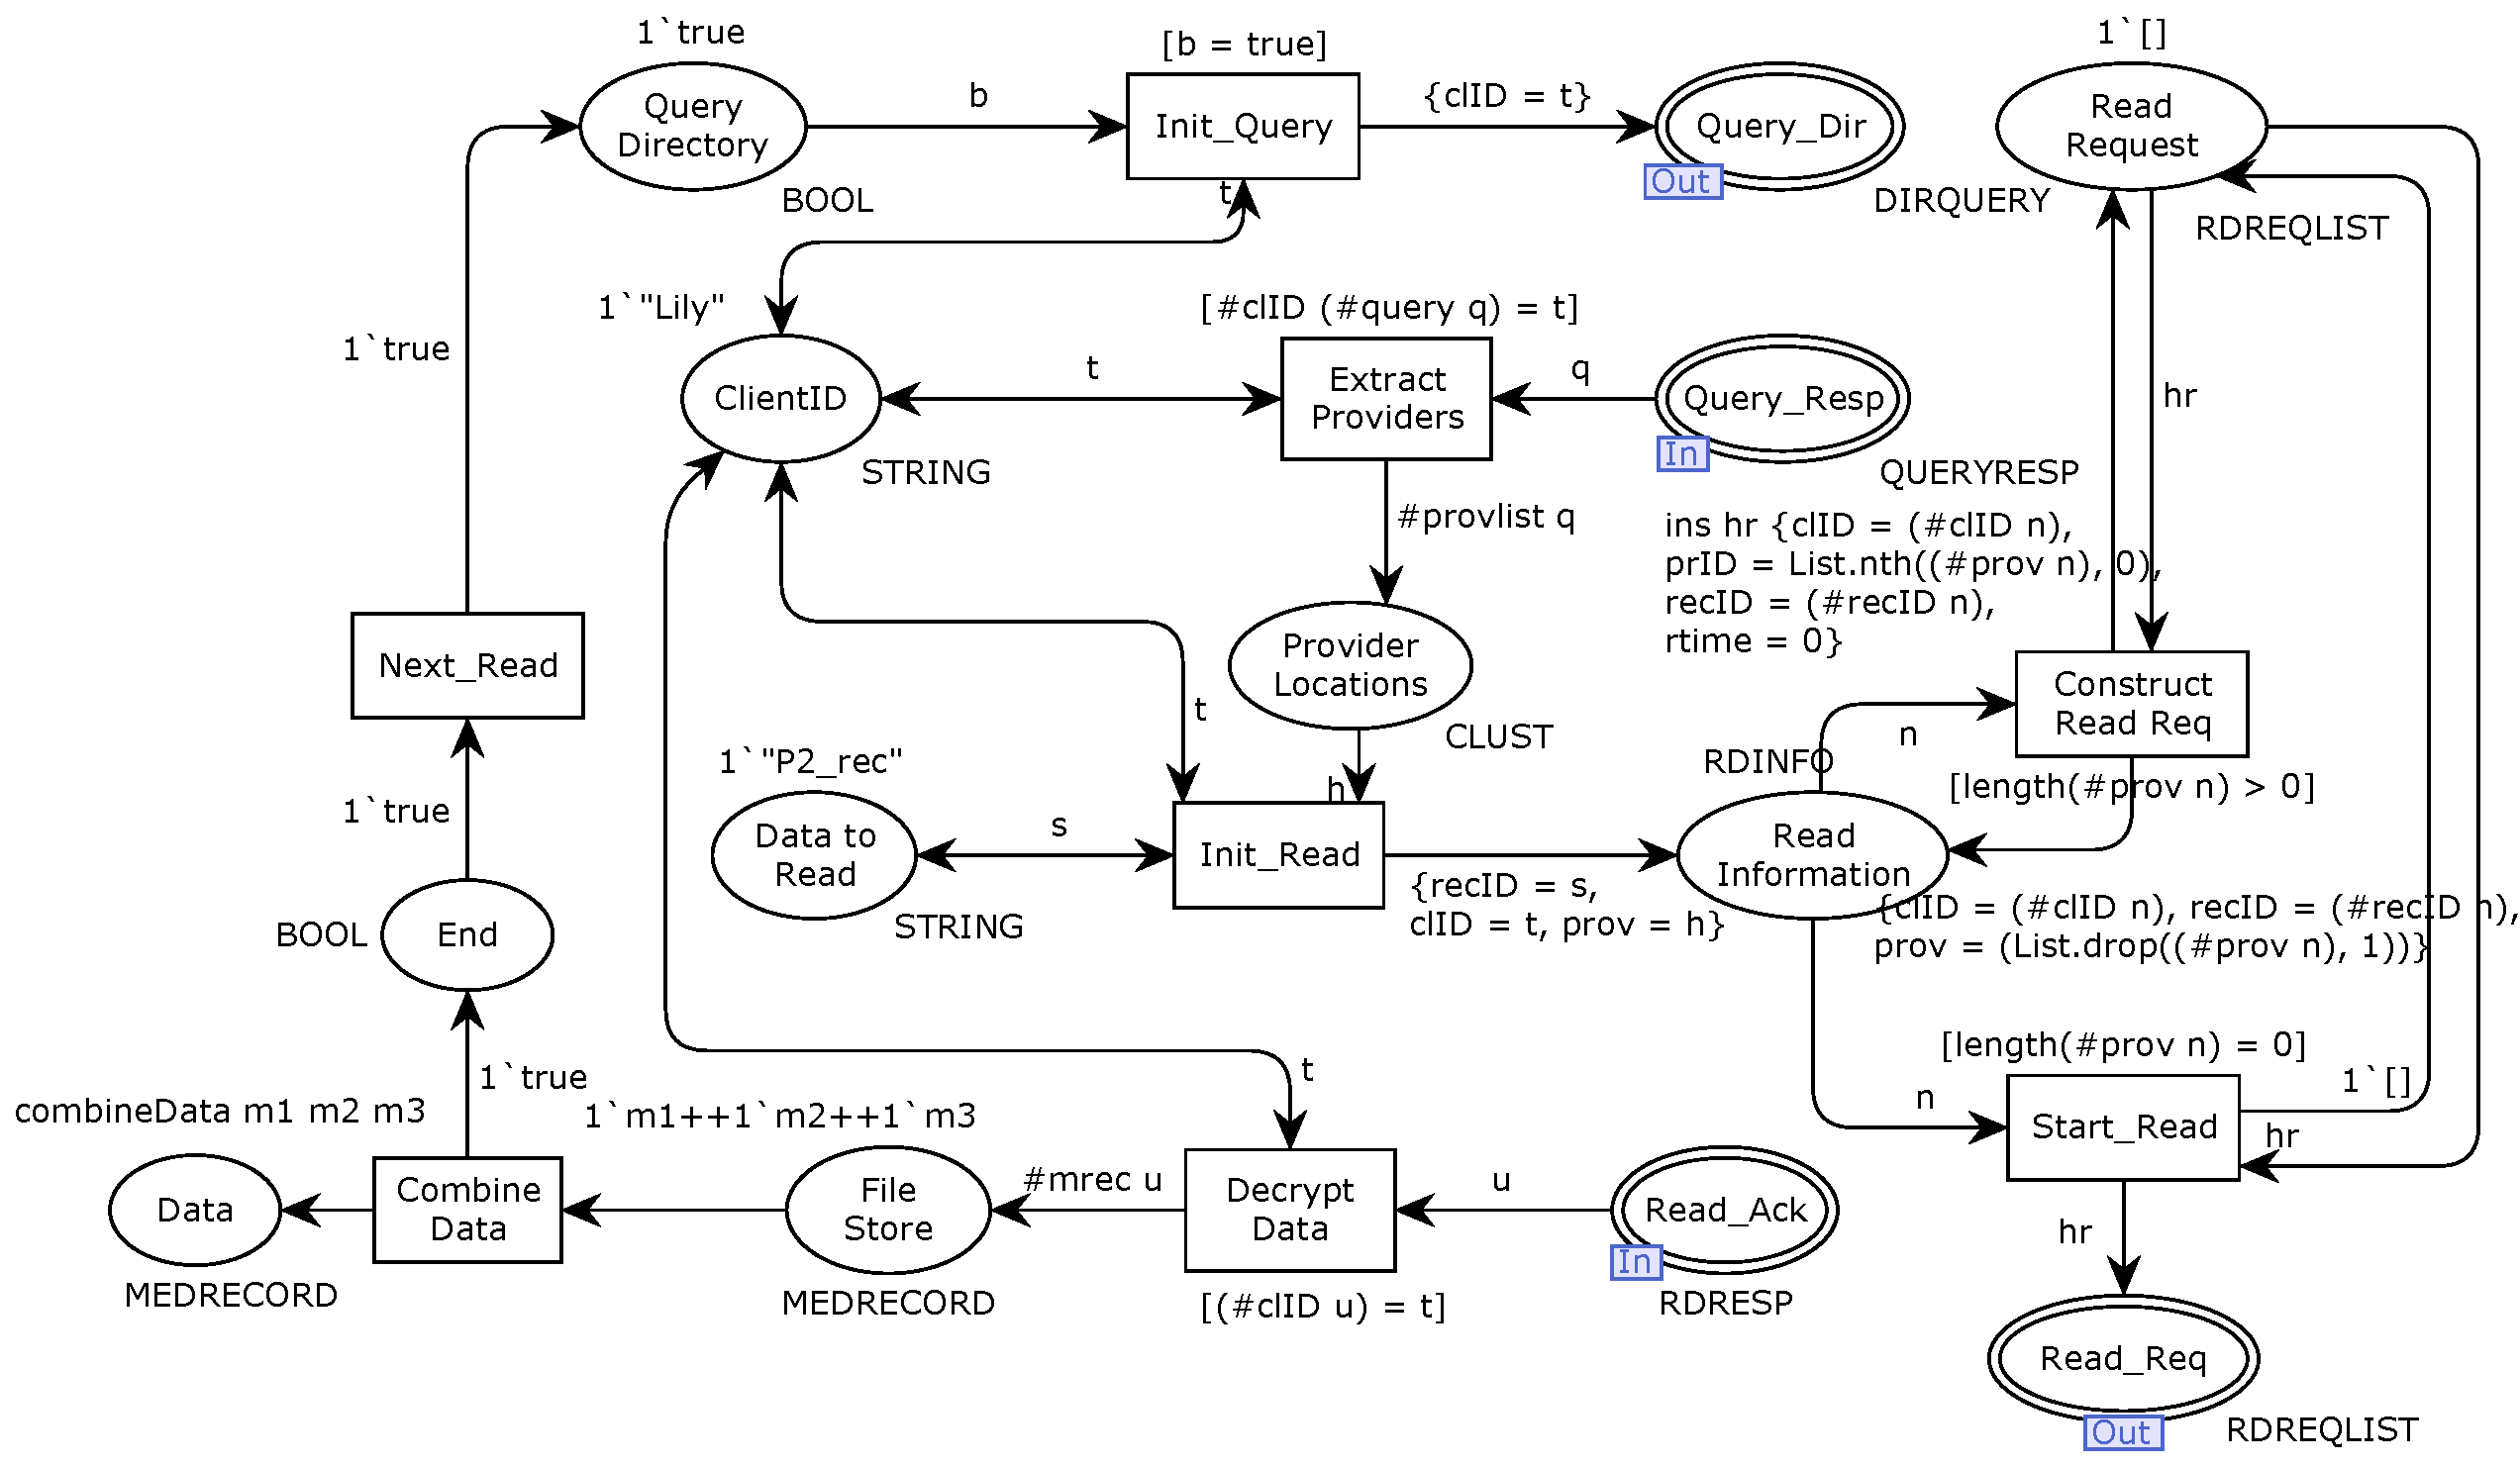 1`true
Query
Directory
BOOL
b
[b = true]
Init_Query
t
{clID = t}
Query_Dir
Out
DIRQUERY
1`[]
Read
Request
RDREQLIST
1`"Lily"
ClientID
STRING
t
[#clID (#query q) = t]
Extract
Providers
q
Query_Resp
In
QUERYRESP
hr
1`true
#provlist q
ins hr {clID = (#clID n),
prID = List.nth((#prov n), 0),
recID = (#recID n),
rtime = 0}
Next_Read
Provider
Locations
CLUST
t
h
Construct
Read Req
n
[length(#prov n) > 0]
RDINFO
1`"P2_rec"
Data to
Read
STRING
s
Init_Read
{recID = s,
clID = t, prov = h}
Read
Information
{clID = (#clID n), recID = (#recID n),
prov = (List.drop((#prov n), 1))}
1`true
End
BOOL
1`true
[length(#prov n) = 0]
n
Start_Read
1`[]
hr
hr
combineData m1 m2 m3
Data
MEDRECORD
Combine
Data
1`m1++1`m2++1`m3
File
Store
MEDRECORD
#mrec u
t
Decrypt
Data
[(#clID u) = t]
u
Read_Ack
In
RDRESP
Read_Req
Out
RDREQLIST